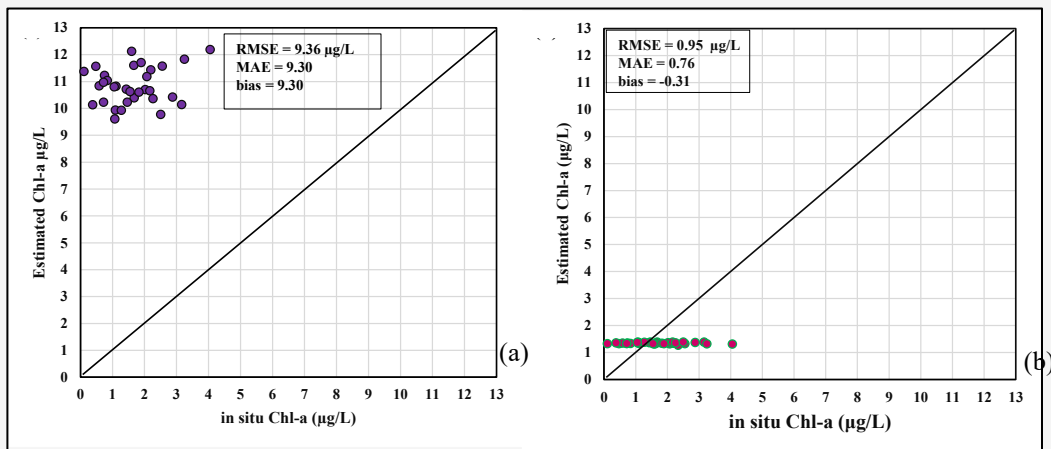 RMSE = 9.36 µg/L
MAE = 9.30
bias = 9.30
Estimated Chl-a µg/L
13
12
11
10
9
8
7
6
5
4
3
2
1
0
0 1 2 3 4 5 6 7 8 9 10 11 12 13
in situ Chl-a (µg/L)
(a)
RMSE = 0.95 µg/L
MAE = 0.76
bias = -0.31
Estimated Chl-a (µg/L)
13
12
11
10
9
8
7
6
5
4
3
2
1
0
0 1 2 3 4 5 6 7 8 9 10 11 12 13
in situ Chl-a (µg/L)
(b)